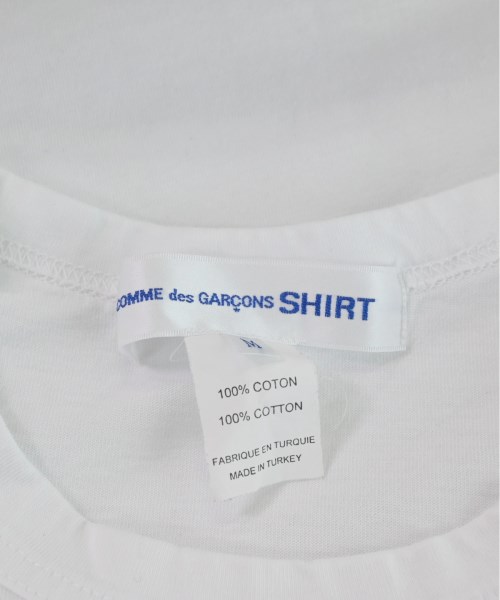 COMME des GARÇONS SHIRT
M
100% COTON
100% COTTON
FABRIQUE EN TURQUIE
MADE IN TURKEY